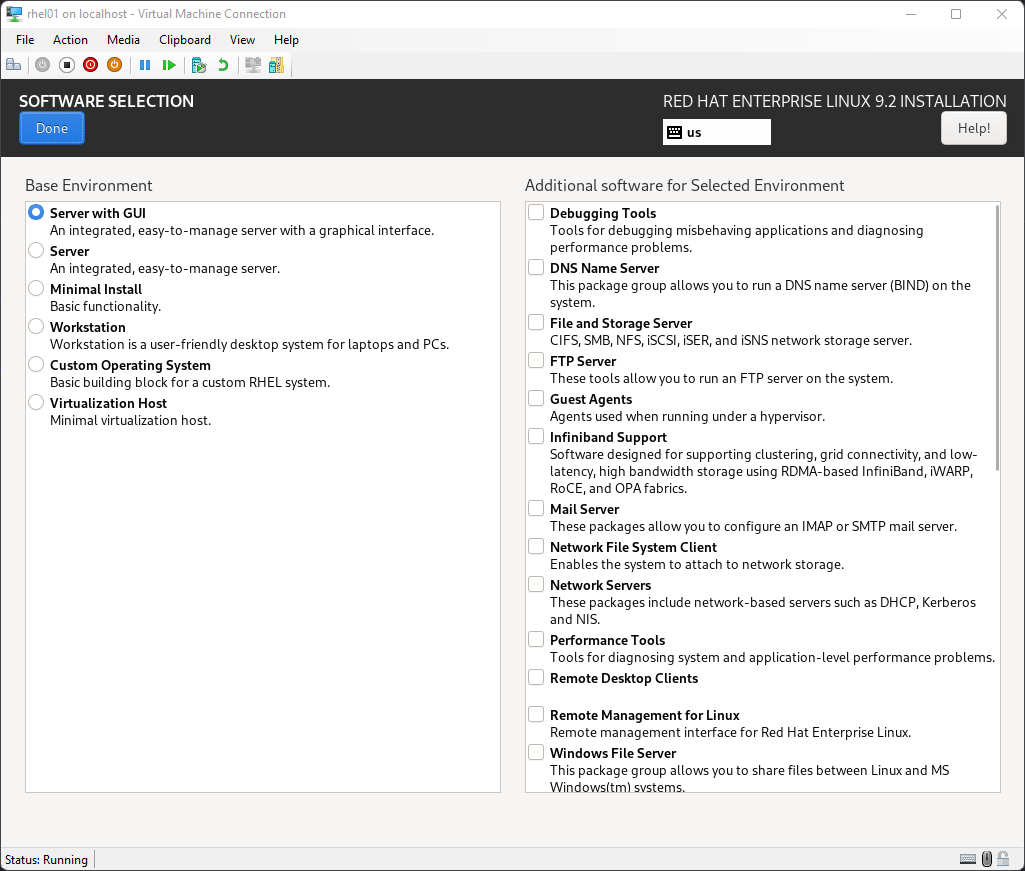 rhel01 on localhost - Virtual Machine Connection
File Action Media Clipboard View Help
SOFTWARE SELECTION
RED HAT ENTERPRISE LINUX 9.2 INSTALLATION
Done
us
Help!
Base Environment
Server with GUI
An integrated, easy-to-manage server with a graphical interface.
Server
An integrated, easy-to-manage server.
Minimal Install
Basic functionality.
Workstation
Workstation is a user-friendly desktop system for laptops and PCs.
Custom Operating System
Basic building block for a custom RHEL system.
Virtualization Host
Minimal virtualization host.
Additional software for Selected Environment
Debugging Tools
Tools for debugging misbehaving applications and diagnosing
performance problems.
DNS Name Server
This package group allows you to run a DNS name server (BIND) on the
system.
File and Storage Server
CIFS, SMB, NFS, iSCSI, iSER, and iSNS network storage server.
FTP Server
These tools allow you to run an FTP server on the system.
Guest Agents
Agents used when running under a hypervisor.
Infiniband Support
Software designed for supporting clustering, grid connectivity, and low-
latency, high bandwidth storage using RDMA-based InfiniBand, iWARP,
RoCE, and OPA fabrics.
Mail Server
These packages allow you to configure an IMAP or SMTP mail server.
Network File System Client
Enables the system to attach to network storage.
Network Servers
These packages include network-based servers such as DHCP, Kerberos
and NIS.
Performance Tools
Tools for diagnosing system and application-level performance problems.
Remote Desktop Clients
Remote Management for Linux
Remote management interface for Red Hat Enterprise Linux.
Windows File Server
This package group allows you to share files between Linux and MS
Windows(tm) systems.
Status: Running